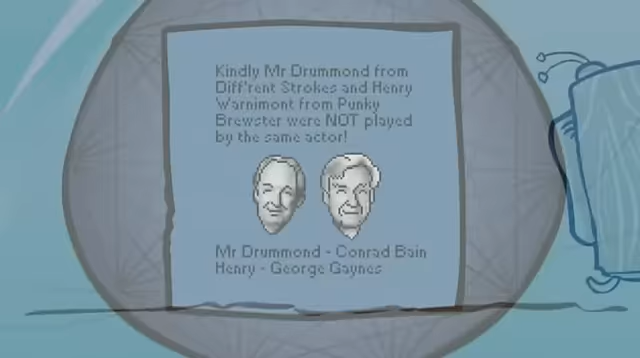 Kindly Mr Drummond from
Diff'rent Strokes and Henry
Warnimont from Punky
Brewster were NOT played
by the same actor!
Mr Drummond - Conrad Bain
Henry - George Gaynes